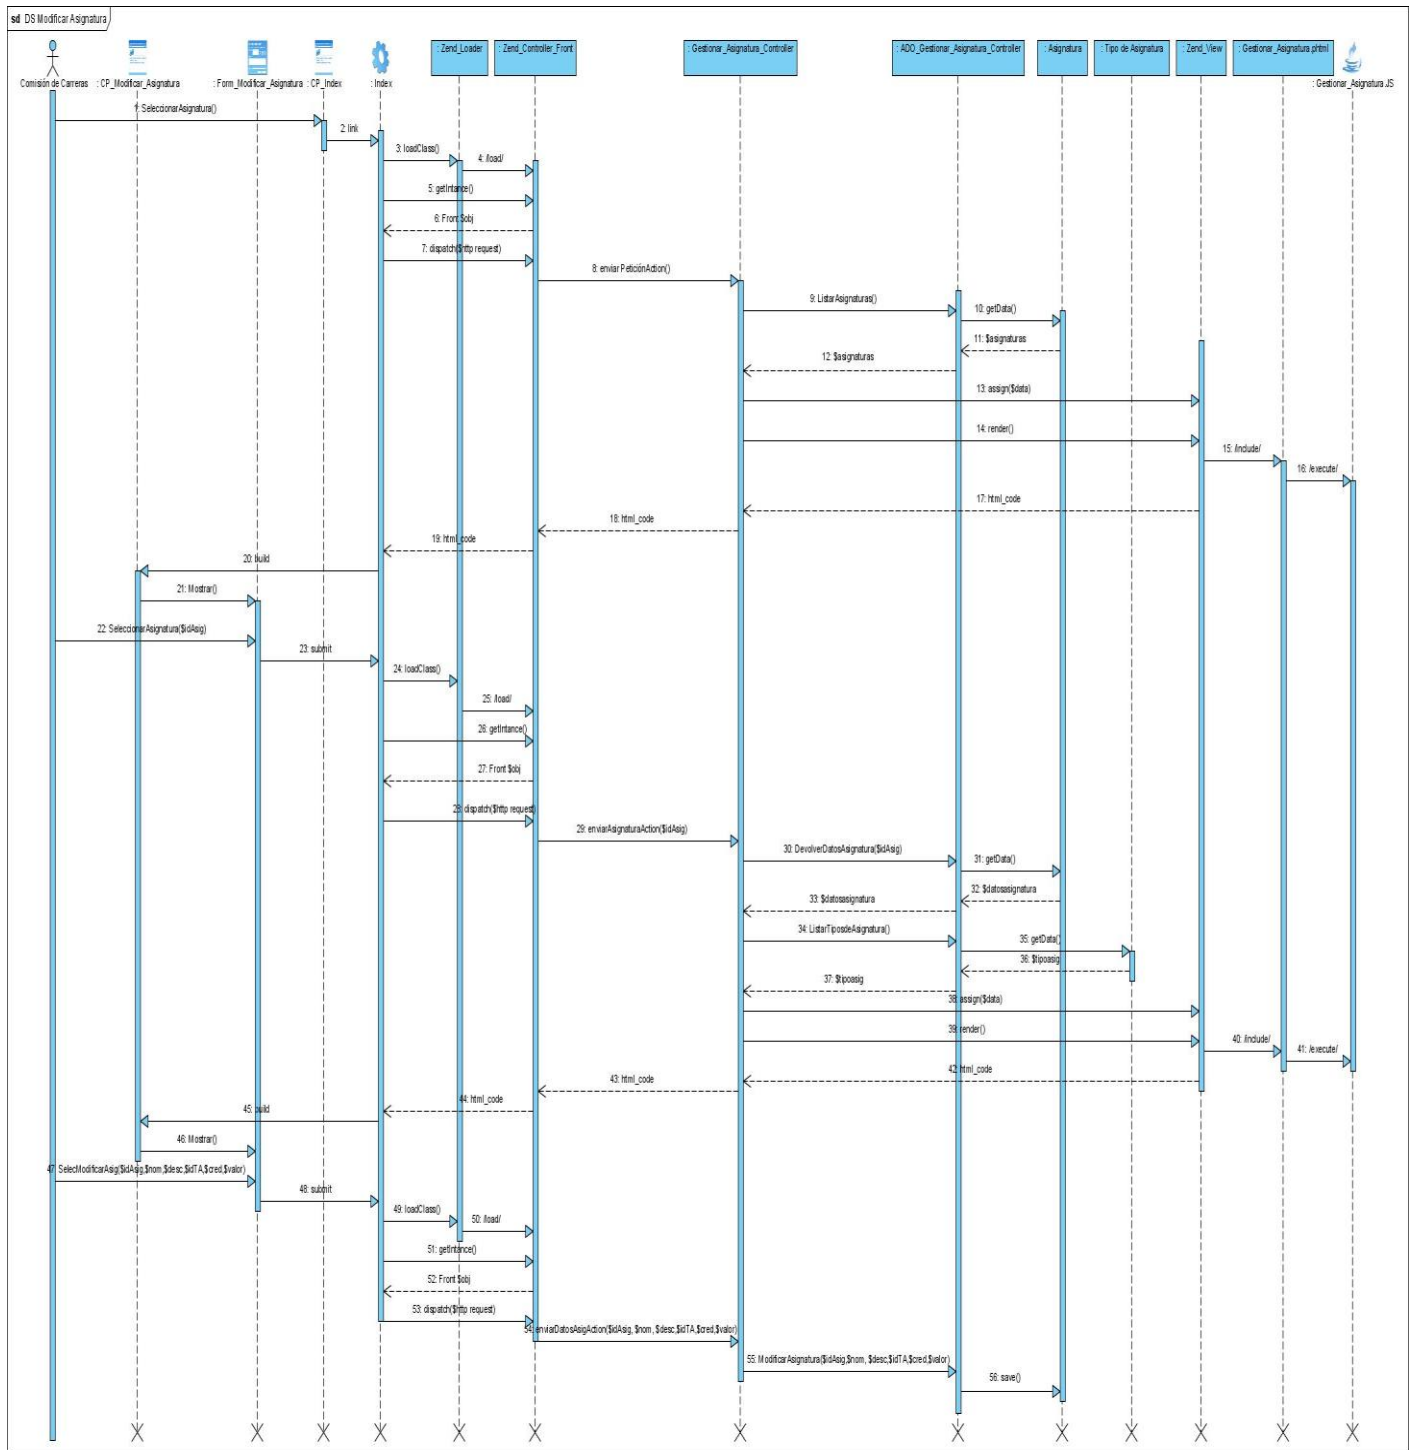 sd DS Modificar Asignatura
Comisión de Carreras
: CP_Modificar_Asignatura
: Form_Modificar_Asignatura
: CP_Index
: Index
: Zend_Loader
: Zend_Controller_Front
: Gestionar_Asignatura_Controller
: ADO_Gestionar_Asignatura_Controller
: Asignatura
: Tipo de Asignatura
: Zend_View
: Gestionar_Asignatura.phtml
: Gestionar_Asignatura.JS
1: SeleccionarAsignatura()
2: link
3: loadClass()
4: /load/
5: getIntance()
6: Front $obj
7: dispatch($http request)
8: enviar PeticiónAction()
9: ListarAsignaturas()
10: getData()
11: $asignaturas
12: $asignaturas
13: assign($data)
14: render()
15: /include/
16: /execute/
17: html_code
18: html_code
19: html_code
20: build
21: Mostrar()
22: SeleccionarAsignatura($idAsig)
23: submit
24: loadClass()
25: /load/
26: getIntance()
27: Front $obj
28: dispatch($http request)
29: enviarAsignaturaAction($idAsig)
30: DevolverDatosAsignatura($idAsig)
31: getData()
32: $datosasignatura
33: $datosasignatura
34: ListarTiposdeAsignatura()
35: getData()
36: $tipoasig
37: $tipoasig
38: assign($data)
39: render()
40: /include/
41: /execute/
42: html_code
43: html_code
44: html_code
45: build
46: Mostrar()
47: SelecModificarAsig($idAsig,$nom,$desc,$idTA,$cred,$valor)
48: submit
49: loadClass()
50: /load/
51: getIntance()
52: Front $obj
53: dispatch($http request)
54: enviarDatosAsigAction($idAsig, $nom, $desc,$idTA,$cred,$valor)
55: ModificarAsignatura($idAsig,$nom, $desc,$idTA,$cred,$valor)
56: save()